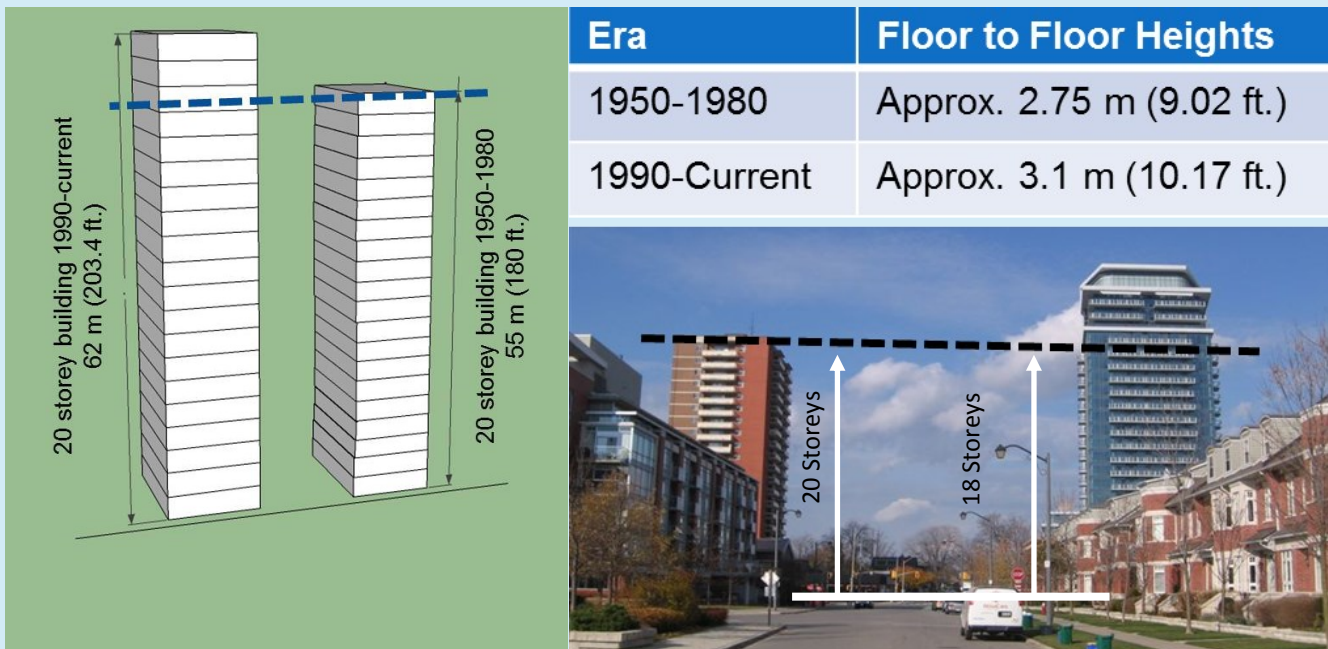 20 storey building 1990-current
62 m (203.4 ft.)
20 storey building 1950-1980
55 m (180 ft.)
Era Floor to Floor Heights
1950-1980 Approx. 2.75 m (9.02 ft.)
1990-Current Approx. 3.1 m (10.17 ft.)
20 Storeys
18 Storeys
STOP